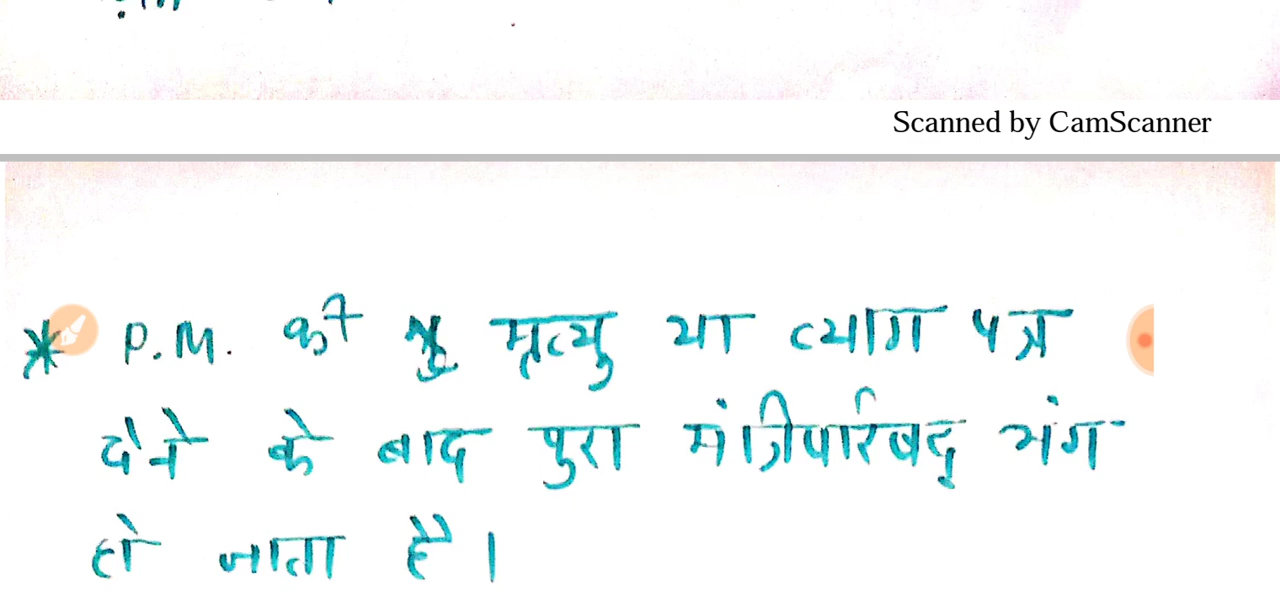 Scanned by CamScanner
* P.M. की मृत्यु या त्याग पत्र
देने के बाद पुरा मंत्रिपरिषद् भंग
हो जाता है।